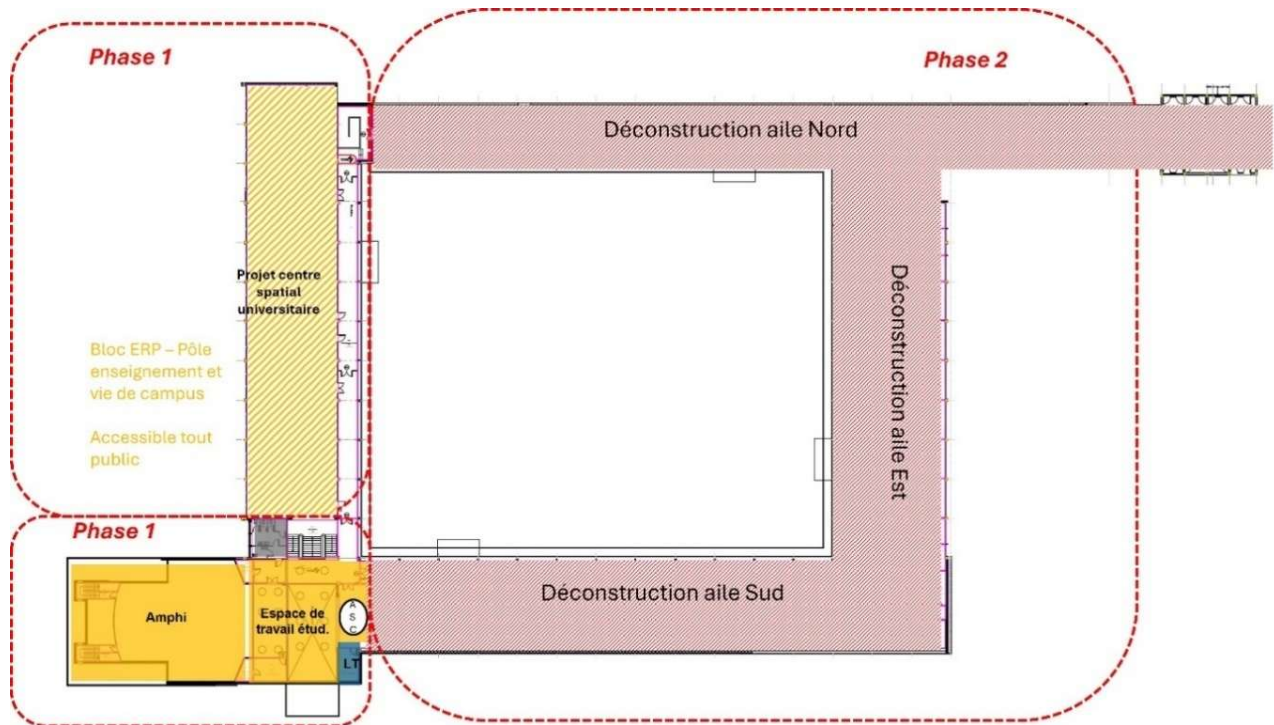 Phase 1
Phase 2
Déconstruction aile Nord
Projet centre
spatial
universitaire
Bloc ERP – Pôle
enseignement et
vie de campus
Accessible tout
public
Déconstruction aile Est
Phase 1
Amphi
Espace de
travail étud.
A
S
C
LT
Déconstruction aile Sud